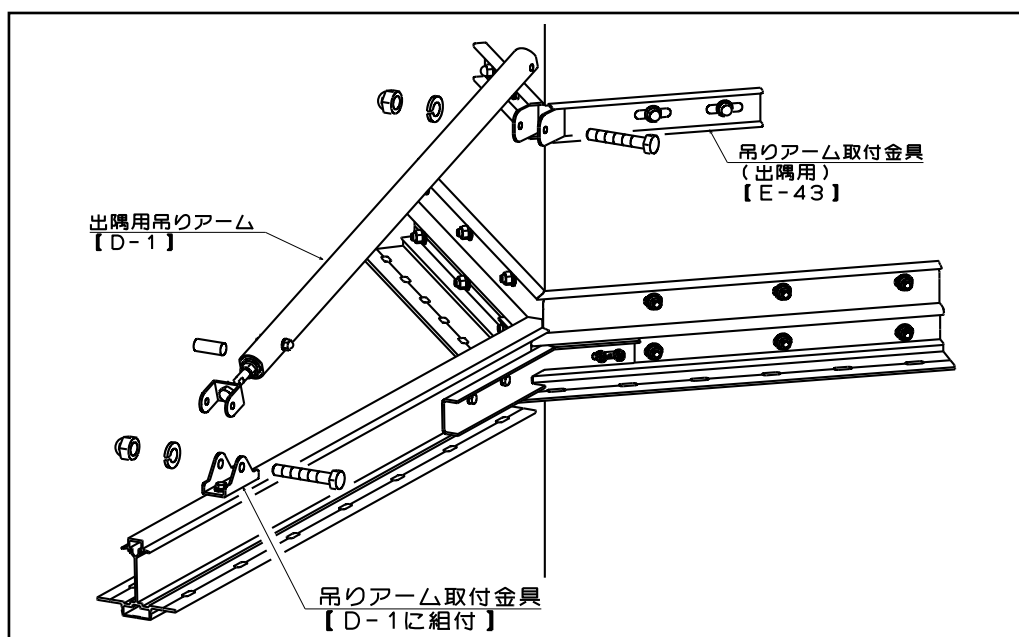 吊りアーム取付金具
(出隅用)
【E-43】
出隅用吊りアーム
【D-1】
吊りアーム取付金具
【D-1に組付】